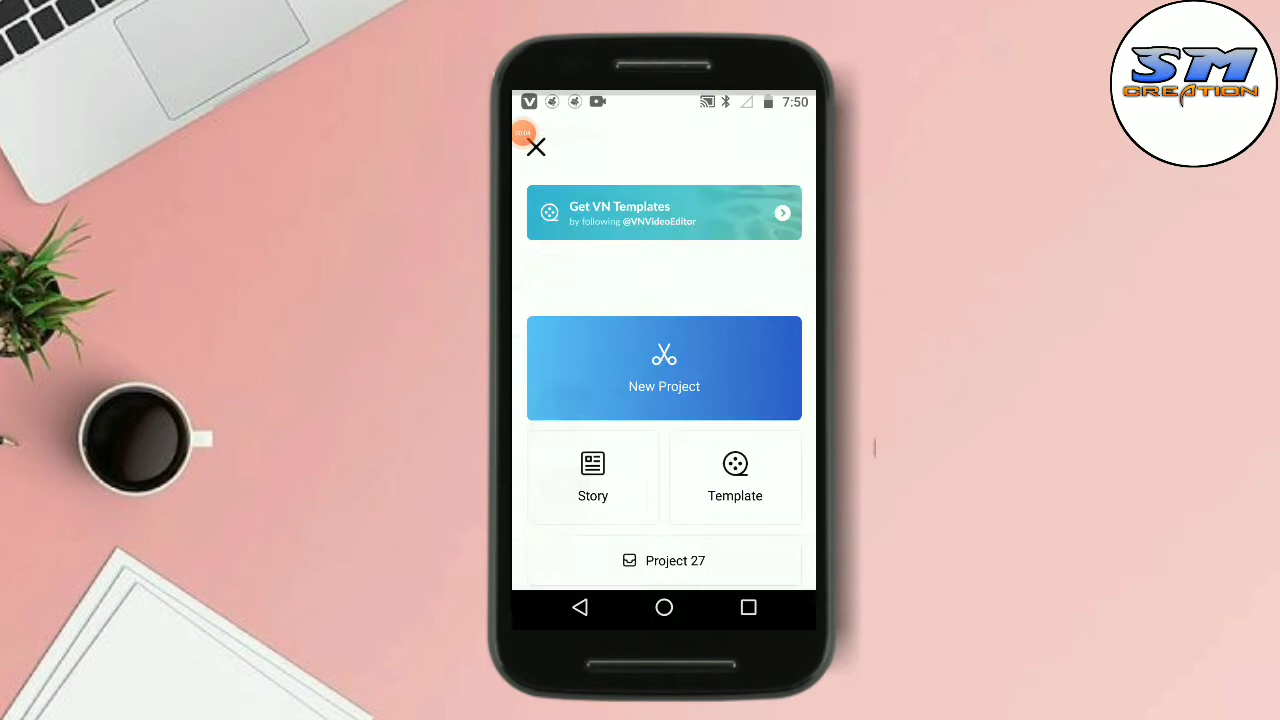 SM
CREATION
7:50
Get VN Templates
by following @VNVideoEditor
New Project
Story
Template
Project 27